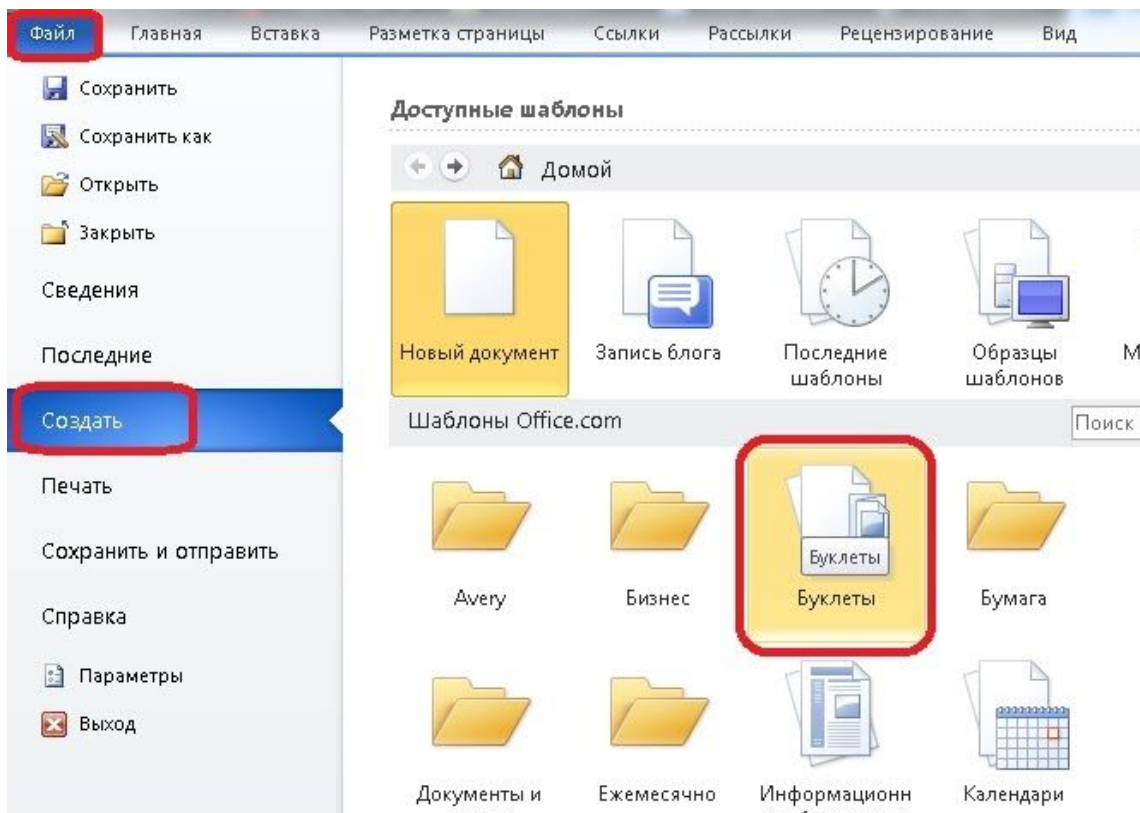 Файл Главная Вставка Разметка страницы Ссылки Рассылки Рецензирование Вид
Сохранить
Сохранить как
Открыть
Закрыть
Сведения
Последние
Создать
Печать
Сохранить и отправить
Справка
Параметры
Выход
Доступные шаблоны
Домой
Новый документ Запись блога Последние Образцы М
шаблоны шаблонов
Шаблоны Office.com Поиск
Буклеты
Avery Бизнес Буклеты Бумага
Документы и Ежемесячно Информационн Календари